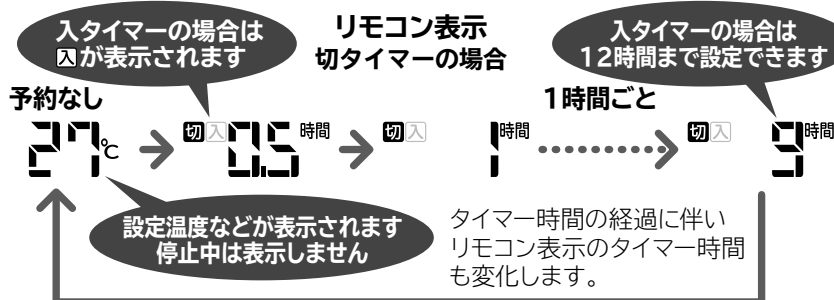 入タイマーの場合は
入が表示されます
リモコン表示
切タイマーの場合
入タイマーの場合は
12時間まで設定できます
予約なし
1時間ごと
27℃
切入 0.5 時間
切入 1 時間
切入 9 時間
設定温度などが表示されます
停止中は表示しません
タイマー時間の経過に伴い
リモコン表示のタイマー時間
も変化します。